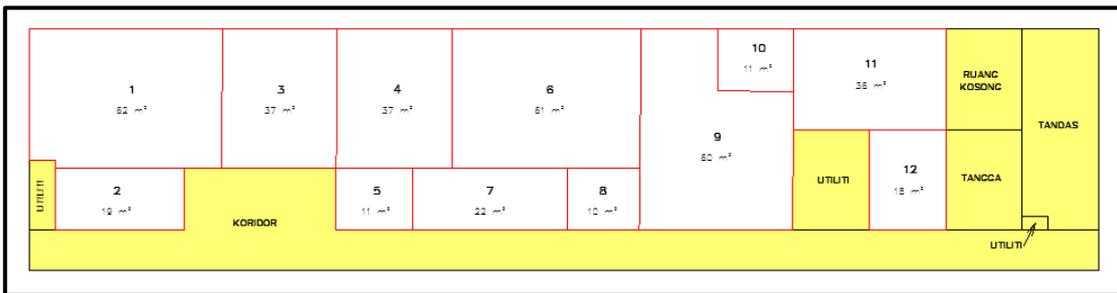 1
62 m²
3
37 m²
4
37 m²
6
61 m²
10
11 m²
11
36 m²
RUANG
KOSONG
TANDAS
9
60 m²
UTILITI
2
19 m²
KORIDOR
5
11 m²
7
22 m²
8
10 m²
UTILITI
12
18 m²
TANGGA
UTILITI